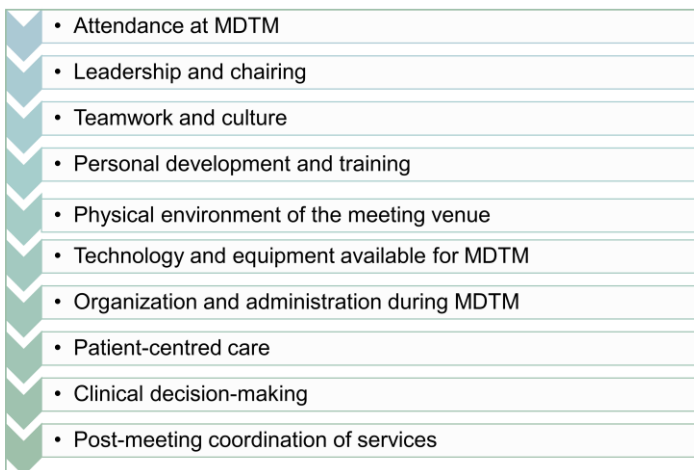 • Attendance at MDTM
• Leadership and chairing
• Teamwork and culture
• Personal development and training
• Physical environment of the meeting venue
• Technology and equipment available for MDTM
• Organization and administration during MDTM
• Patient-centred care
• Clinical decision-making
• Post-meeting coordination of services